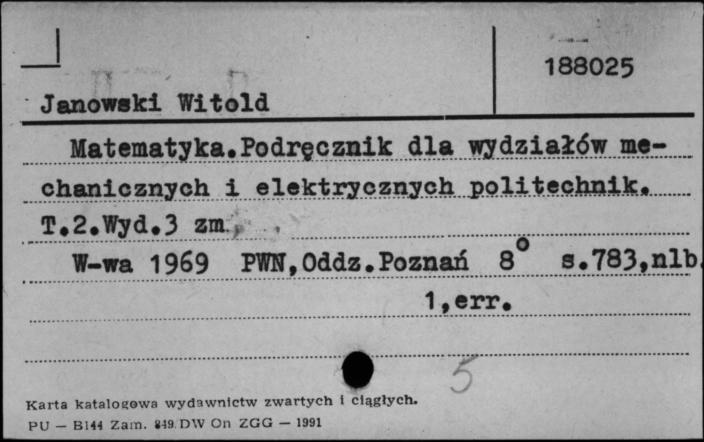 188025
Janowski Witold
Matematyka.Podręcznik dla wydziałów me-
chanicznych i elektrycznych politechnik.
T.2.Wyd.3 zm.
W-wa 1969 PWN,Oddz.Poznań 8° s.783,nlb.
1,err.
5
Karta katalogowa wydawnictw zwartych i ciągłych.
PU — B144 Zam. 849. DW On ZGG — 1991